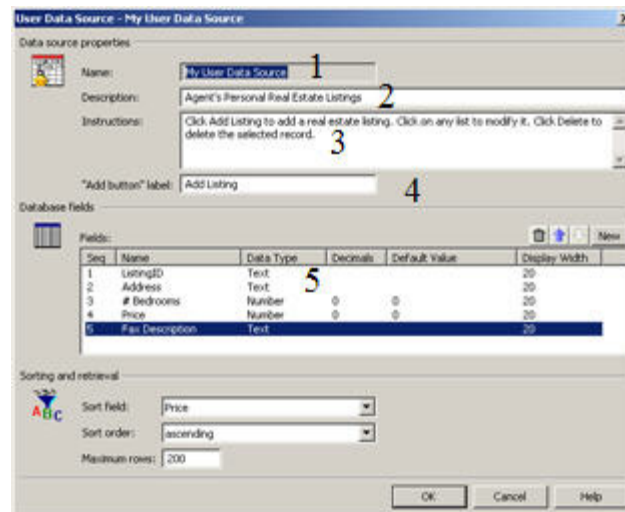 User Data Source - My User Data Source
Data source properties
Name: My User Data Source 1
Description: Agent's Personal Real Estate Listings 2
Instructions: Click Add Listing to add a real estate listing. Click on any list to modify it. Click Delete to
delete the selected record. 3
"Add button" label: Add Listing 4
Database fields
Fields: New
Seq Name Data Type Decimals Default Value Display Width
1 ListingID Text 20
2 Address Text 20
3 # Bedrooms Number 0 0 20
4 Price Number 0 0 20
5 Fax Description Text 20
5
Sorting and retrieval
ABC
Sort field: Price
Sort order: ascending
Maximum rows: 200
OK Cancel Help